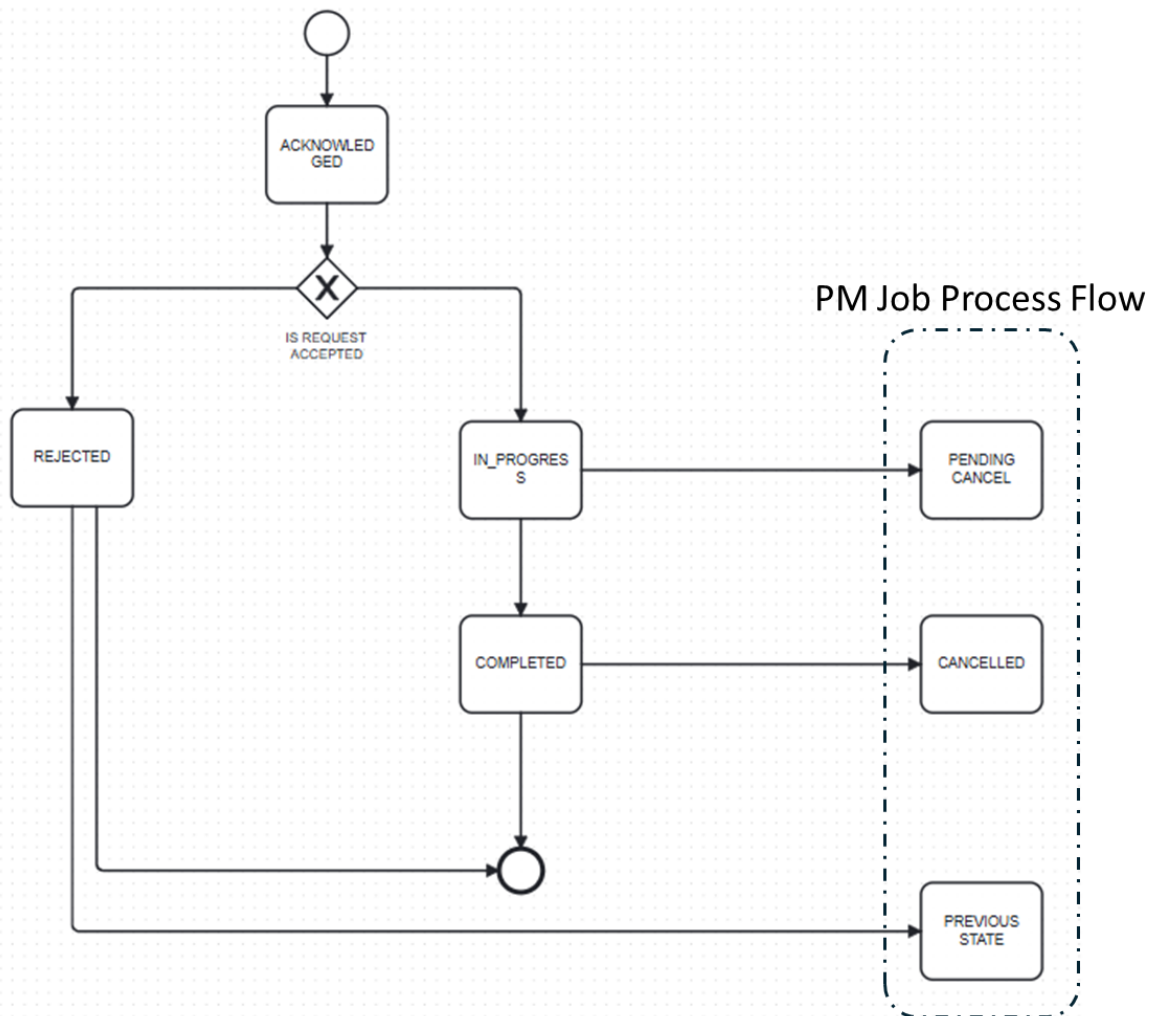 ACKNOWLED
GED
X
IS REQUEST
ACCEPTED
PM Job Process Flow
REJECTED
IN_PROGRES
S
PENDING
CANCEL
COMPLETED
CANCELLED
PREVIOUS
STATE